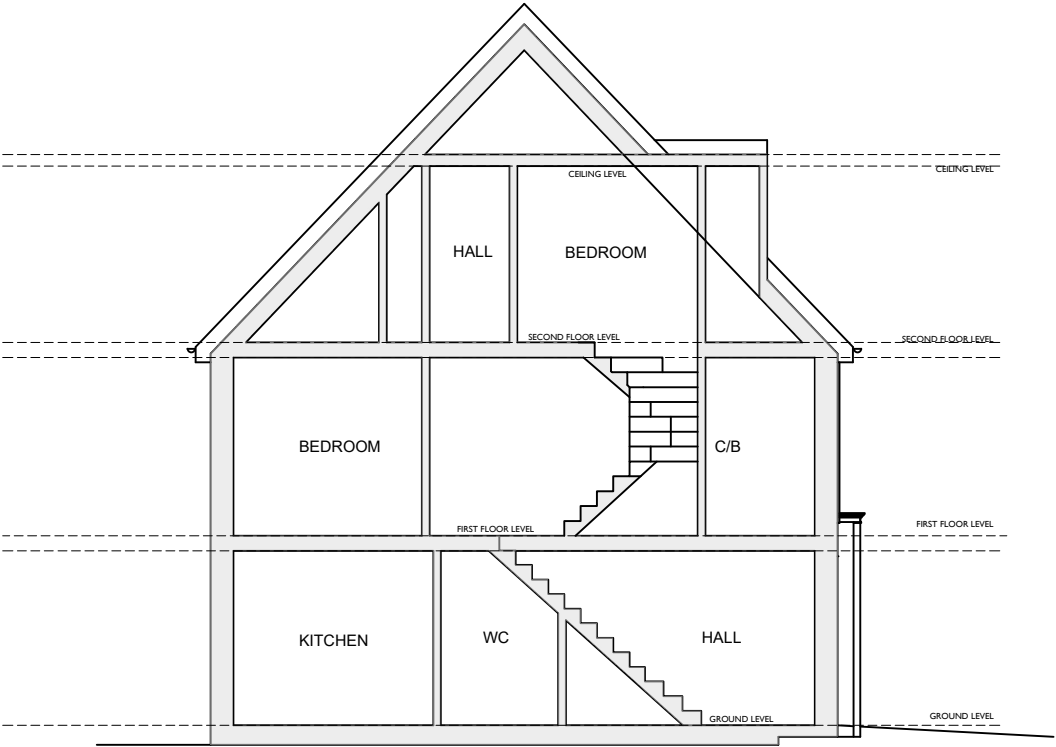 CEILING LEVEL
CEILING LEVEL
HALL
BEDROOM
SECOND FLOOR LEVEL
SECOND FLOOR LEVEL
BEDROOM
C/B
FIRST FLOOR LEVEL
FIRST FLOOR LEVEL
KITCHEN
WC
HALL
GROUND LEVEL
GROUND LEVEL